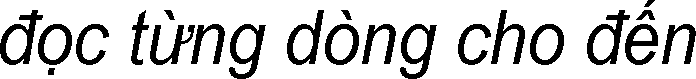 đọc từng dòng cho đến